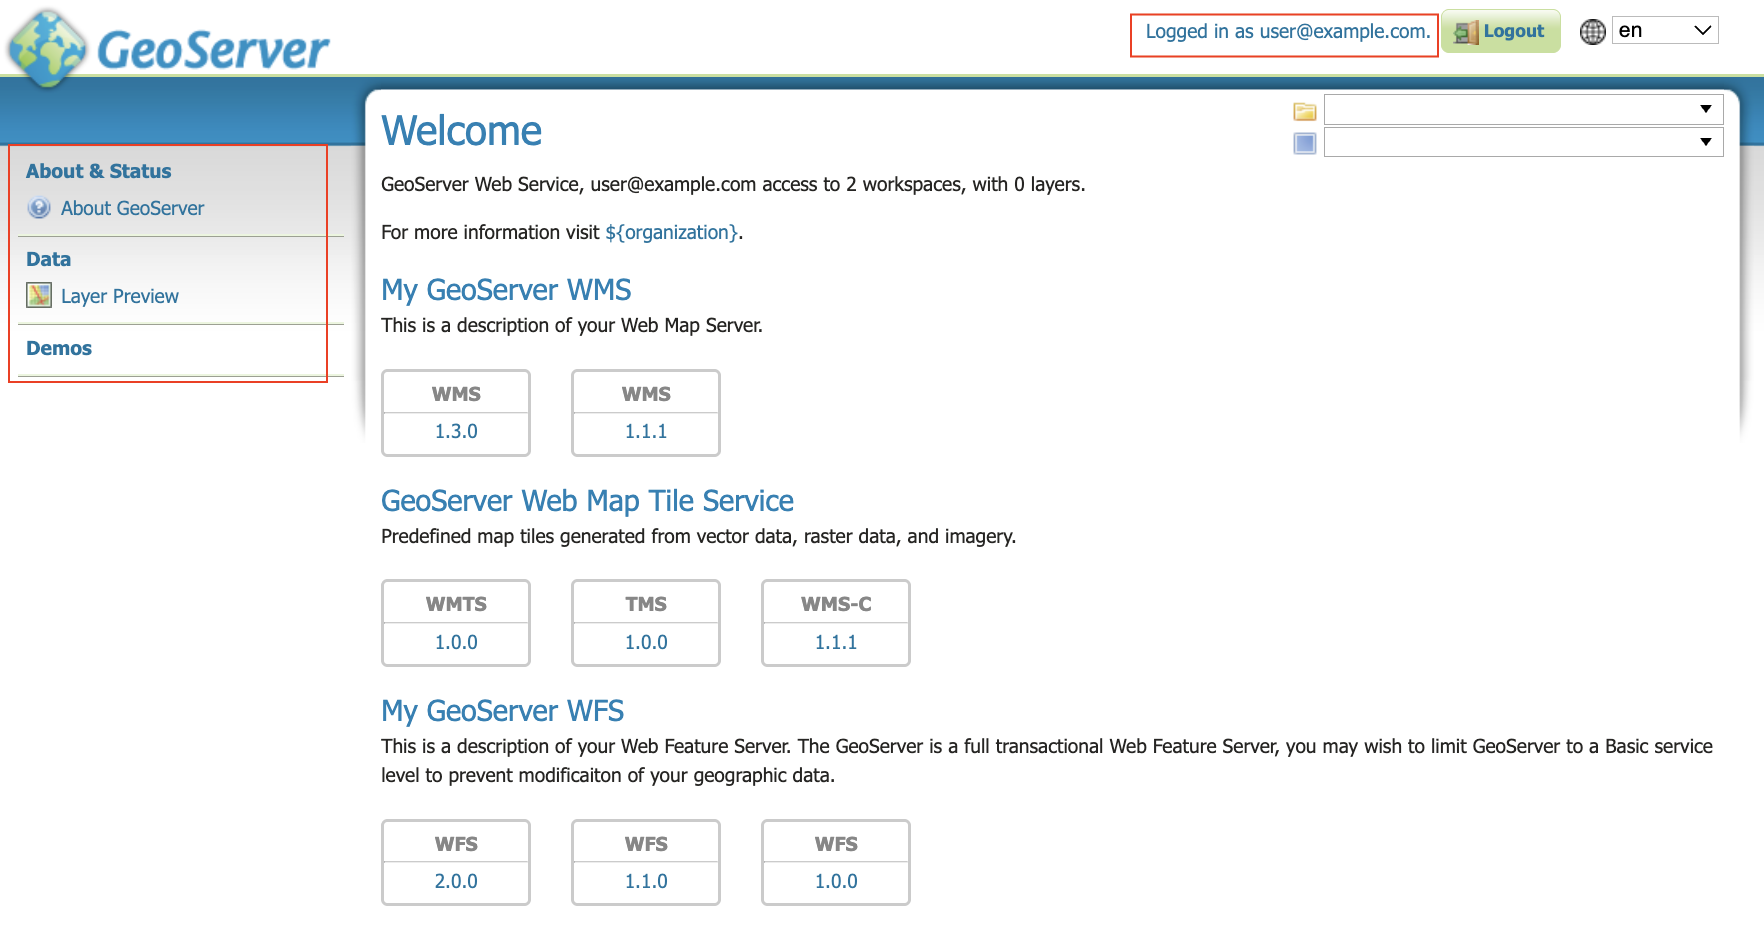 GeoServer
Logged in as user@example.com.
Logout
en
About & Status
About GeoServer
Data
Layer Preview
Demos
Welcome
GeoServer Web Service, user@example.com access to 2 workspaces, with 0 layers.
For more information visit ${organization}.
My GeoServer WMS
This is a description of your Web Map Server.
WMS WMS
1.3.0 1.1.1
GeoServer Web Map Tile Service
Predefined map tiles generated from vector data, raster data, and imagery.
WMTS TMS WMS-C
1.0.0 1.0.0 1.1.1
My GeoServer WFS
This is a description of your Web Feature Server. The GeoServer is a full transactional Web Feature Server, you may wish to limit GeoServer to a Basic service
level to prevent modificaiton of your geographic data.
WFS WFS WFS
2.0.0 1.1.0 1.0.0